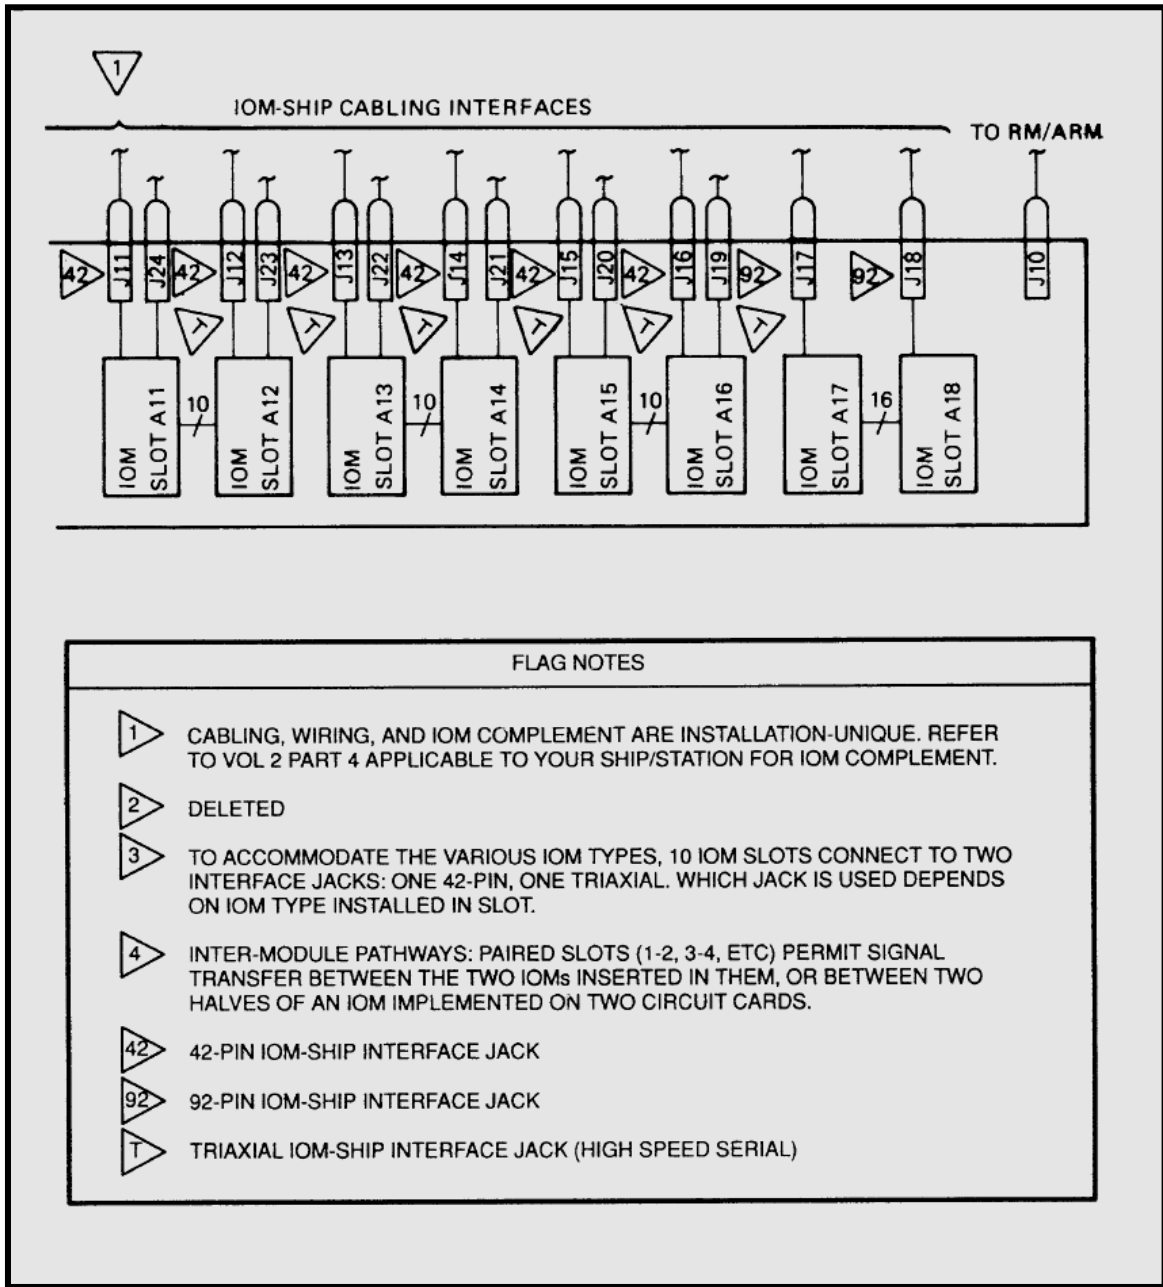 1
IOM-SHIP CABLING INTERFACES
TO RM/ARM
42 J11 J24 42 J12 J23 42 J13 J22 42 J14 J21 42 J15 J20 42 J16 J19 92 J17 92 J18 J10
T T T T T T
IOM SLOT A11
10
IOM SLOT A12
IOM SLOT A13
10
IOM SLOT A14
IOM SLOT A15
10
IOM SLOT A16
IOM SLOT A17
16
IOM SLOT A18
FLAG NOTES
1 CABLING, WIRING, AND IOM COMPLEMENT ARE INSTALLATION-UNIQUE. REFER
TO VOL 2 PART 4 APPLICABLE TO YOUR SHIP/STATION FOR IOM COMPLEMENT.
2 DELETED
3 TO ACCOMMODATE THE VARIOUS IOM TYPES, 10 IOM SLOTS CONNECT TO TWO
INTERFACE JACKS: ONE 42-PIN, ONE TRIAXIAL. WHICH JACK IS USED DEPENDS
ON IOM TYPE INSTALLED IN SLOT.
4 INTER-MODULE PATHWAYS: PAIRED SLOTS (1-2, 3-4, ETC) PERMIT SIGNAL
TRANSFER BETWEEN THE TWO IOMs INSERTED IN THEM, OR BETWEEN TWO
HALVES OF AN IOM IMPLEMENTED ON TWO CIRCUIT CARDS.
42 42-PIN IOM-SHIP INTERFACE JACK
92 92-PIN IOM-SHIP INTERFACE JACK
T TRIAXIAL IOM-SHIP INTERFACE JACK (HIGH SPEED SERIAL)